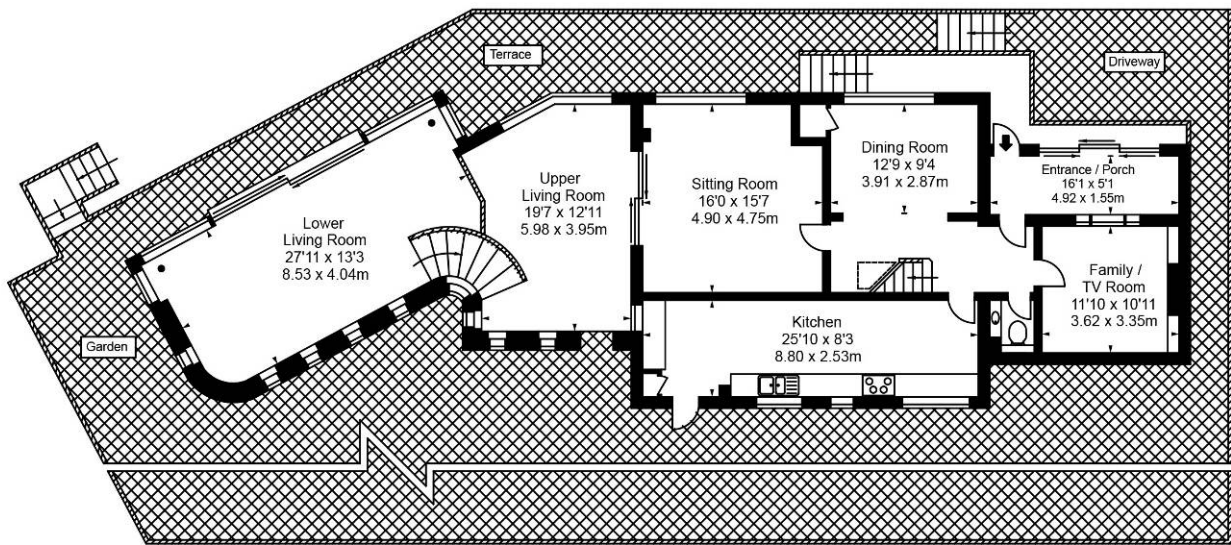 Terrace
Driveway
Dining Room
12'9 x 9'4
3.91 x 2.87m
Entrance / Porch
16'1 x 5'1
4.92 x 1.55m
Upper
Living Room
19'7 x 12'11
5.98 x 3.95m
Sitting Room
16'0 x 15'7
4.90 x 4.75m
Lower
Living Room
27'11 x 13'3
8.53 x 4.04m
Family /
TV Room
11'10 x 10'11
3.62 x 3.35m
Kitchen
25'10 x 8'3
8.80 x 2.53m
Garden